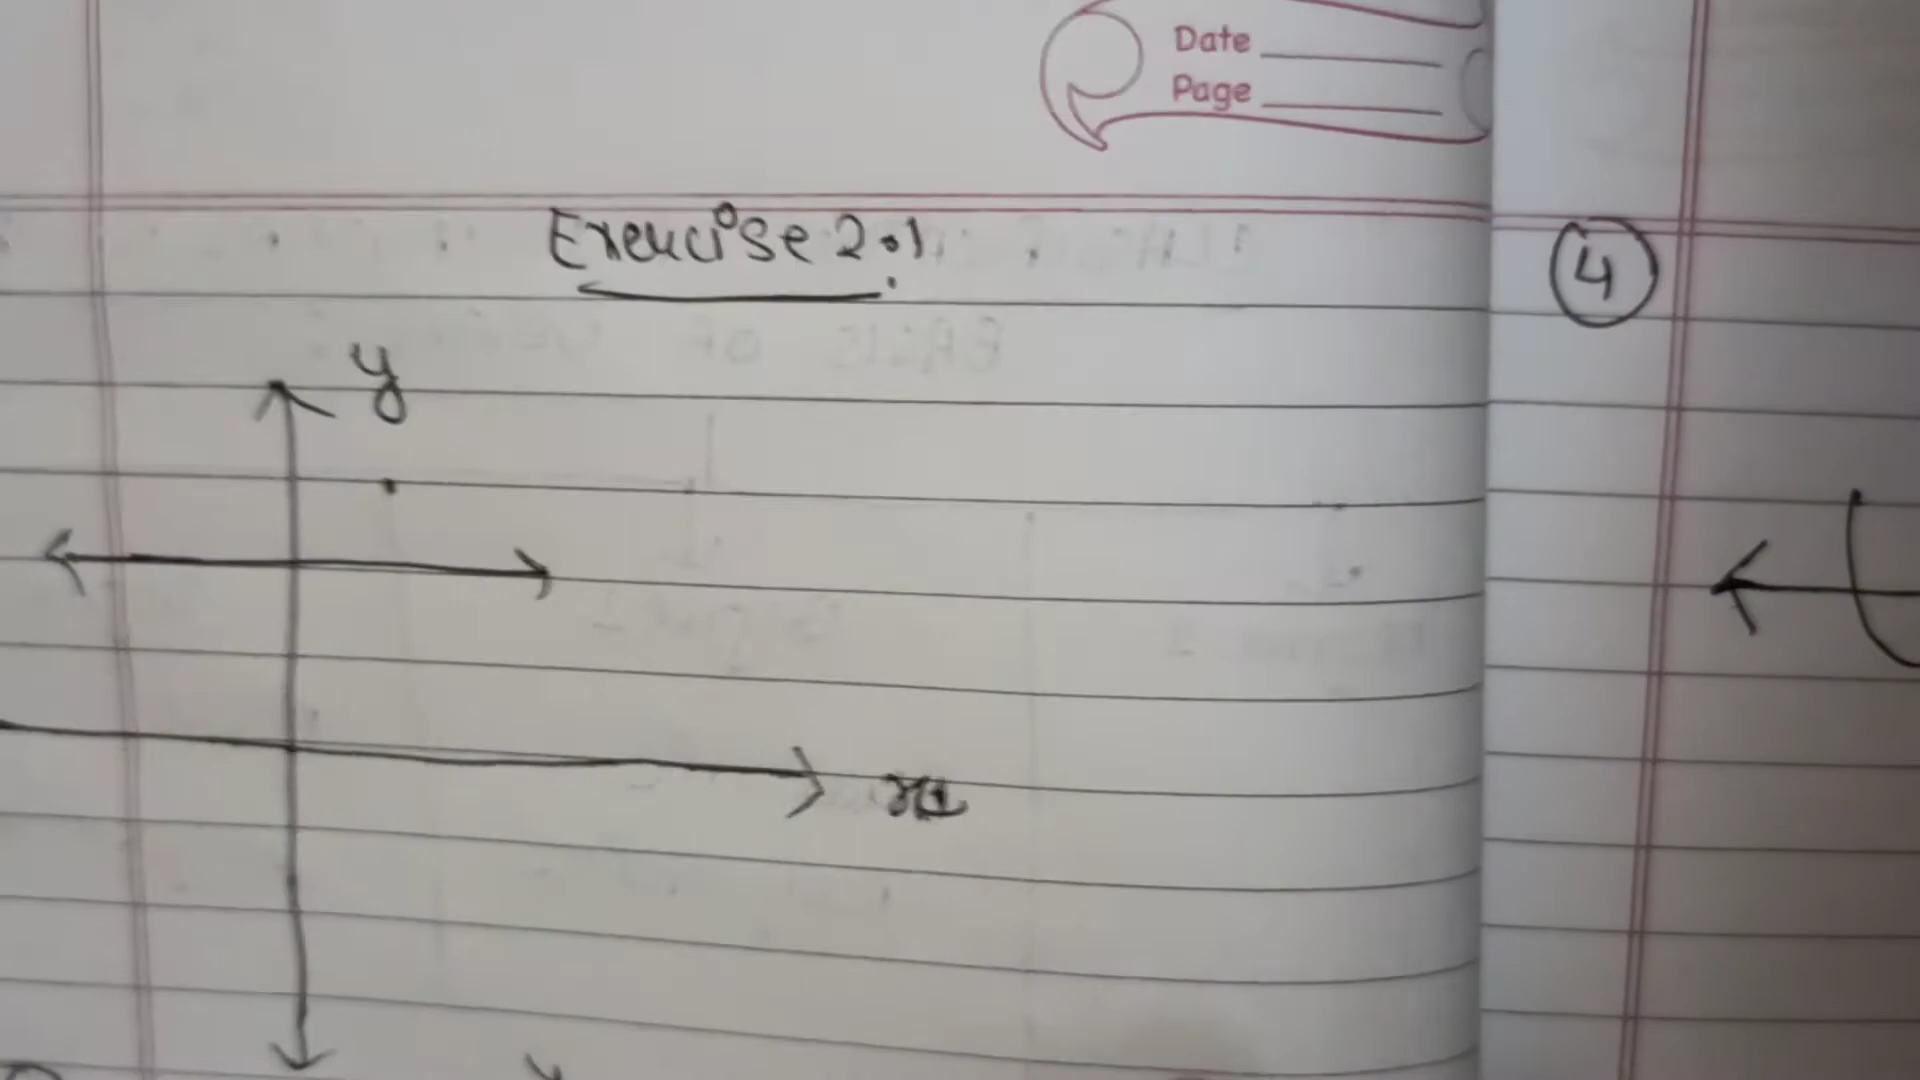 Date
Page
Exercise 2.1
4
y
x